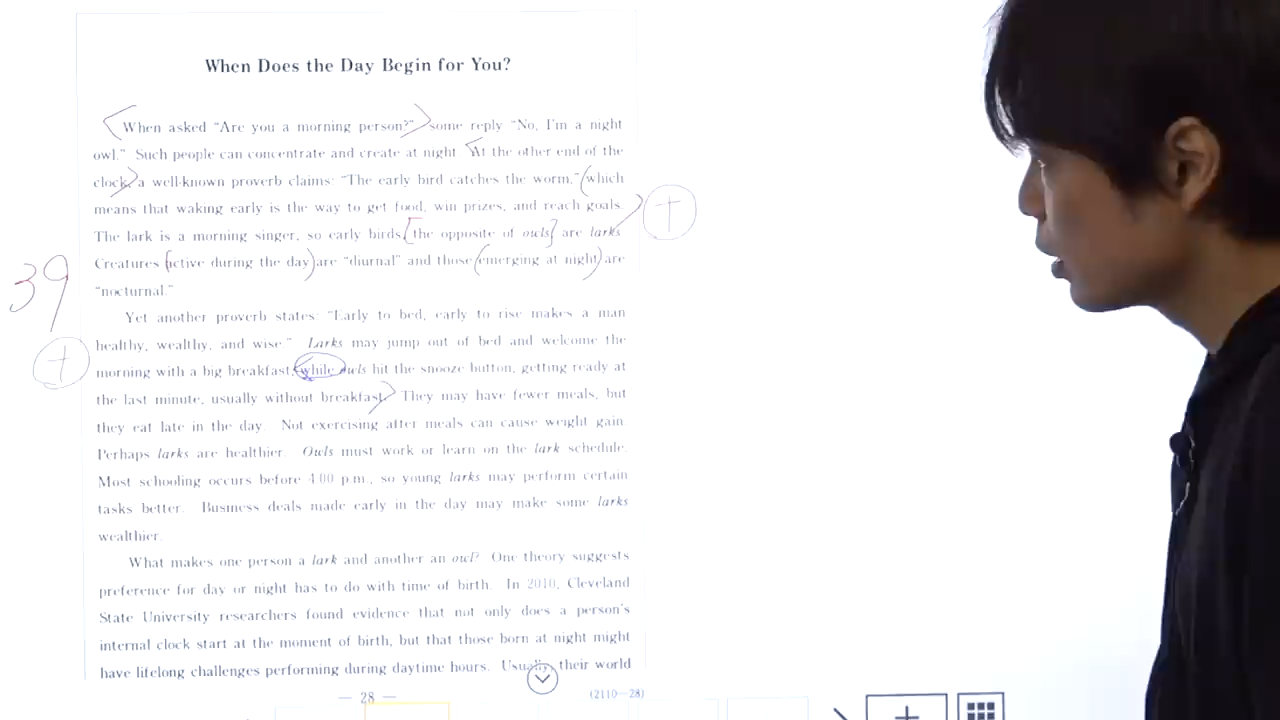 When Does the Day Begin for You?
When asked “Are you a morning person?” some reply “No, I’m a night
owl.” Such people can concentrate and create at night. At the other end of the
clock, a well-known proverb claims: “The early bird catches the worm,” which
means that waking early is the way to get food, win prizes, and reach goals.
The lark is a morning singer, so early birds, the opposite of owls, are larks.
Creatures active during the day are “diurnal” and those emerging at night are
“nocturnal.”
39
Yet another proverb states: “Early to bed, early to rise makes a man
healthy, wealthy, and wise.” Larks may jump out of bed and welcome the
morning with a big breakfast, while owls hit the snooze button, getting ready at
the last minute, usually without breakfast. They may have fewer meals, but
they eat late in the day. Not exercising after meals can cause weight gain.
Perhaps larks are healthier. Owls must work or learn on the lark schedule.
Most schooling occurs before 4:00 p.m., so young larks may perform certain
tasks better. Business deals made early in the day may make some larks
wealthier.
What makes one person a lark and another an owl? One theory suggests
preference for day or night has to do with time of birth. In 2010, Cleveland
State University researchers found evidence that not only does a person’s
internal clock start at the moment of birth, but that those born at night might
have lifelong challenges performing during daytime hours. Usually, their world
— 28 —
(2110—28)